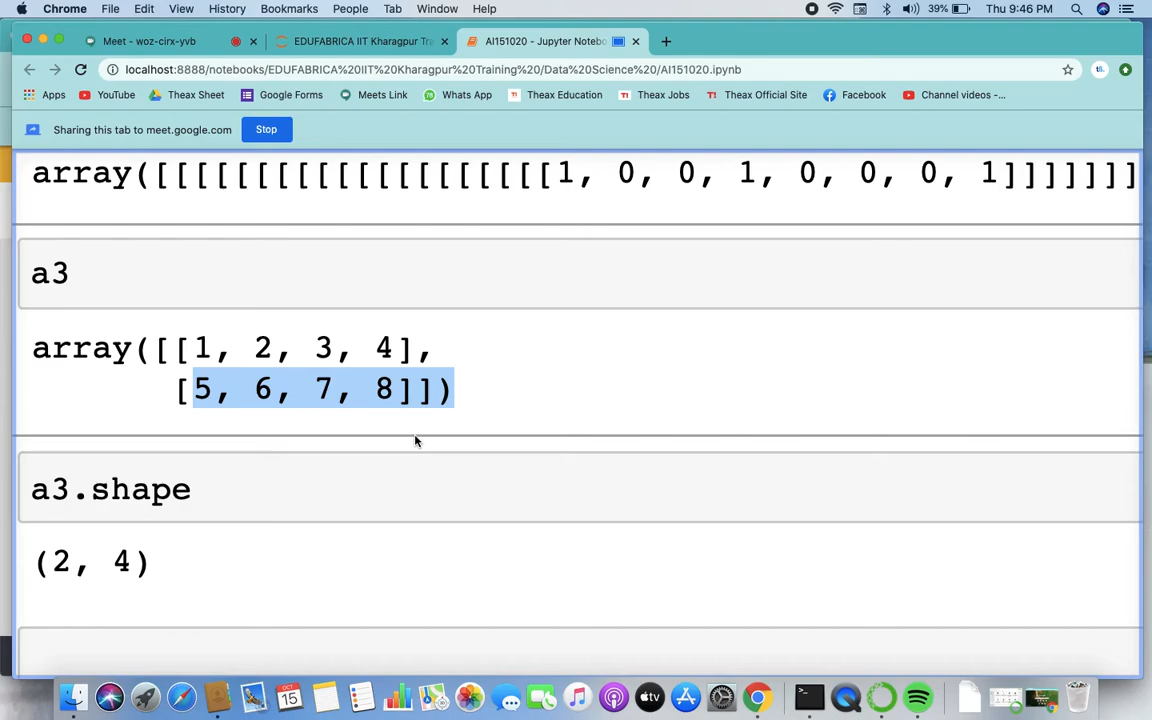 Chrome File Edit View History Bookmarks People Tab Window Help 39% Thu 9:46 PM
Meet - woz-cirx-yvb EDUFABRICA IIT Kharagpur Tra AI151020 - Jupyter Notebo
localhost:8888/notebooks/EDUFABRICA%20IIT%20Kharagpur%20Training%20/Data%20Science%20/AI151020.ipynb
Apps YouTube Theax Sheet Google Forms Meets Link Whats App Theax Education Theax Jobs Theax Official Site Facebook Channel videos -...
Sharing this tab to meet.google.com Stop
array([[[[[[[[[[[[[[[[[[[[1, 0, 0, 1, 0, 0, 0, 1]]]]]]]
a3
array([[1, 2, 3, 4],
[5, 6, 7, 8]])
a3.shape
(2, 4)
OCT
15
tv